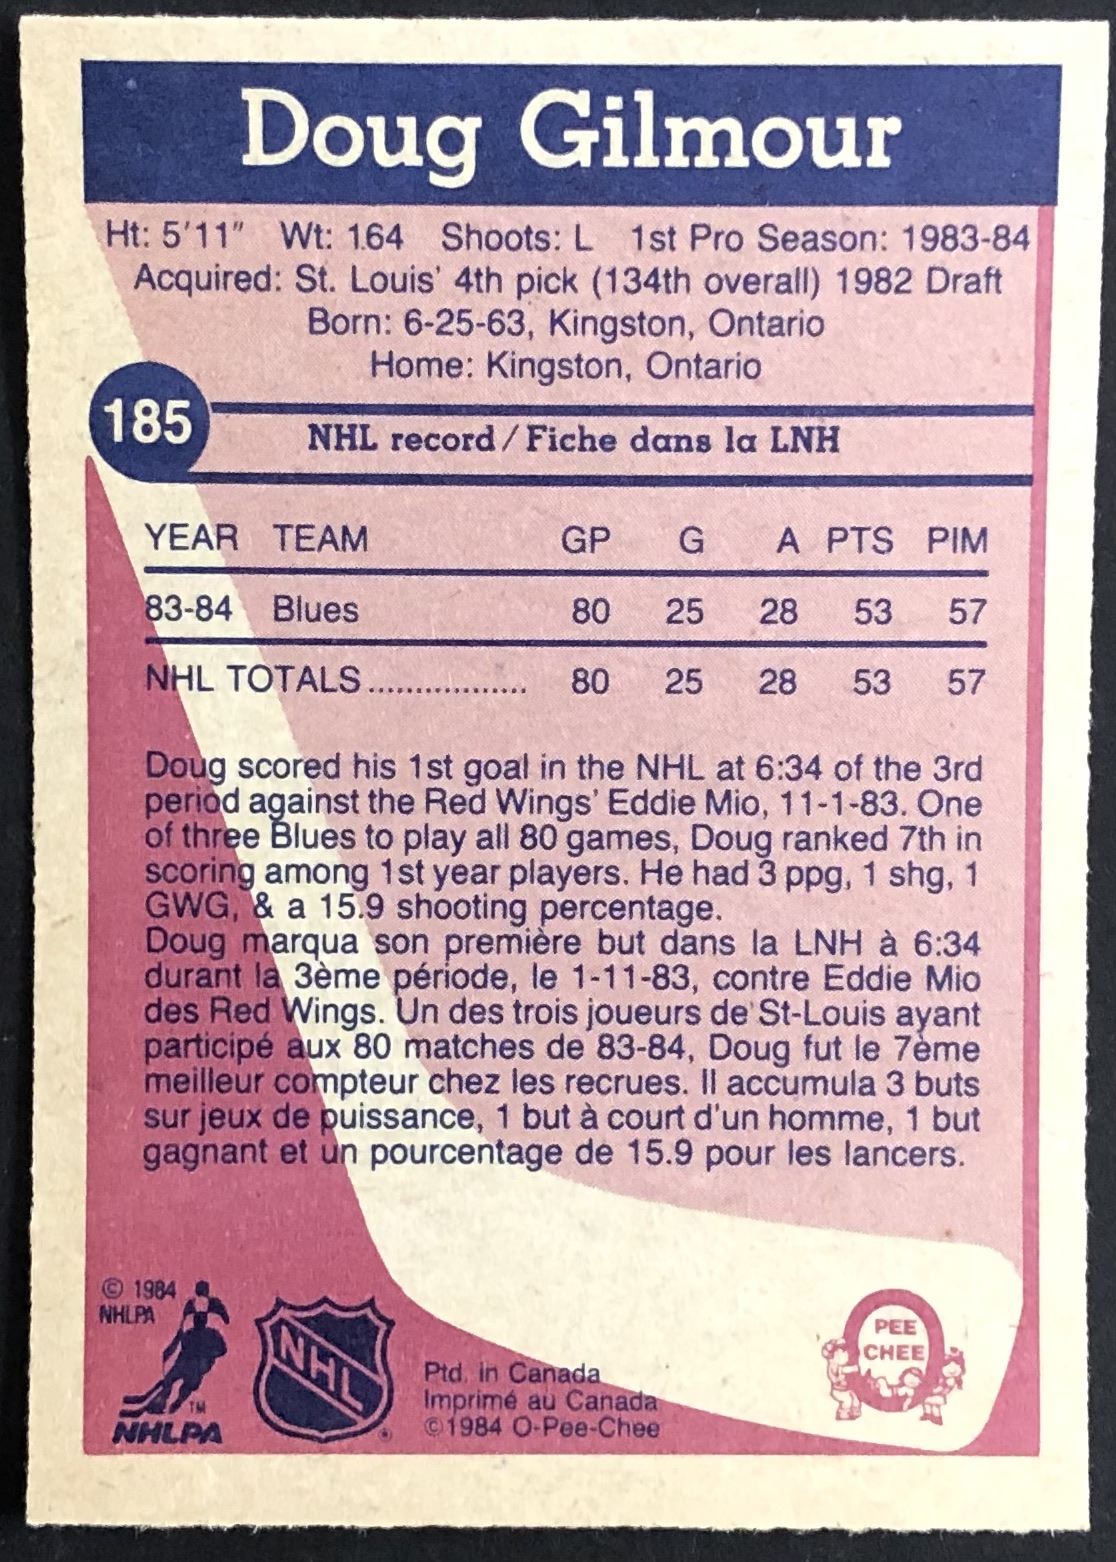 Doug Gilmour
Ht: 5'11" Wt: 164 Shoots: L 1st Pro Season: 1983-84
Acquired: St. Louis' 4th pick (134th overall) 1982 Draft
Born: 6-25-63, Kingston, Ontario
Home: Kingston, Ontario
185
NHL record/Fiche dans la LNH
YEAR TEAM GP G A PTS PIM
83-84 Blues 80 25 28 53 57
NHL TOTALS................. 80 25 28 53 57
Doug scored his 1st goal in the NHL at 6:34 of the 3rd
period against the Red Wings' Eddie Mio, 11-1-83. One
of three Blues to play all 80 games, Doug ranked 7th in
scoring among 1st year players. He had 3 ppg, 1 shg, 1
GWG, & a 15.9 shooting percentage.
Doug marqua son première but dans la LNH à 6:34
durant la 3ème période, le 1-11-83, contre Eddie Mio
des Red Wings. Un des trois joueurs de St-Louis ayant
participé aux 80 matches de 83-84, Doug fut le 7ème
meilleur compteur chez les recrues. Il accumula 3 buts
sur jeux de puissance, 1 but à court d'un homme, 1 but
gagnant et un pourcentage de 15.9 pour les lancers.
© 1984
NHLPA
TM
NHLPA
NHL
®
Ptd. in Canada
Imprimé au Canada
©1984 O-Pee-Chee
PEE
CHEE